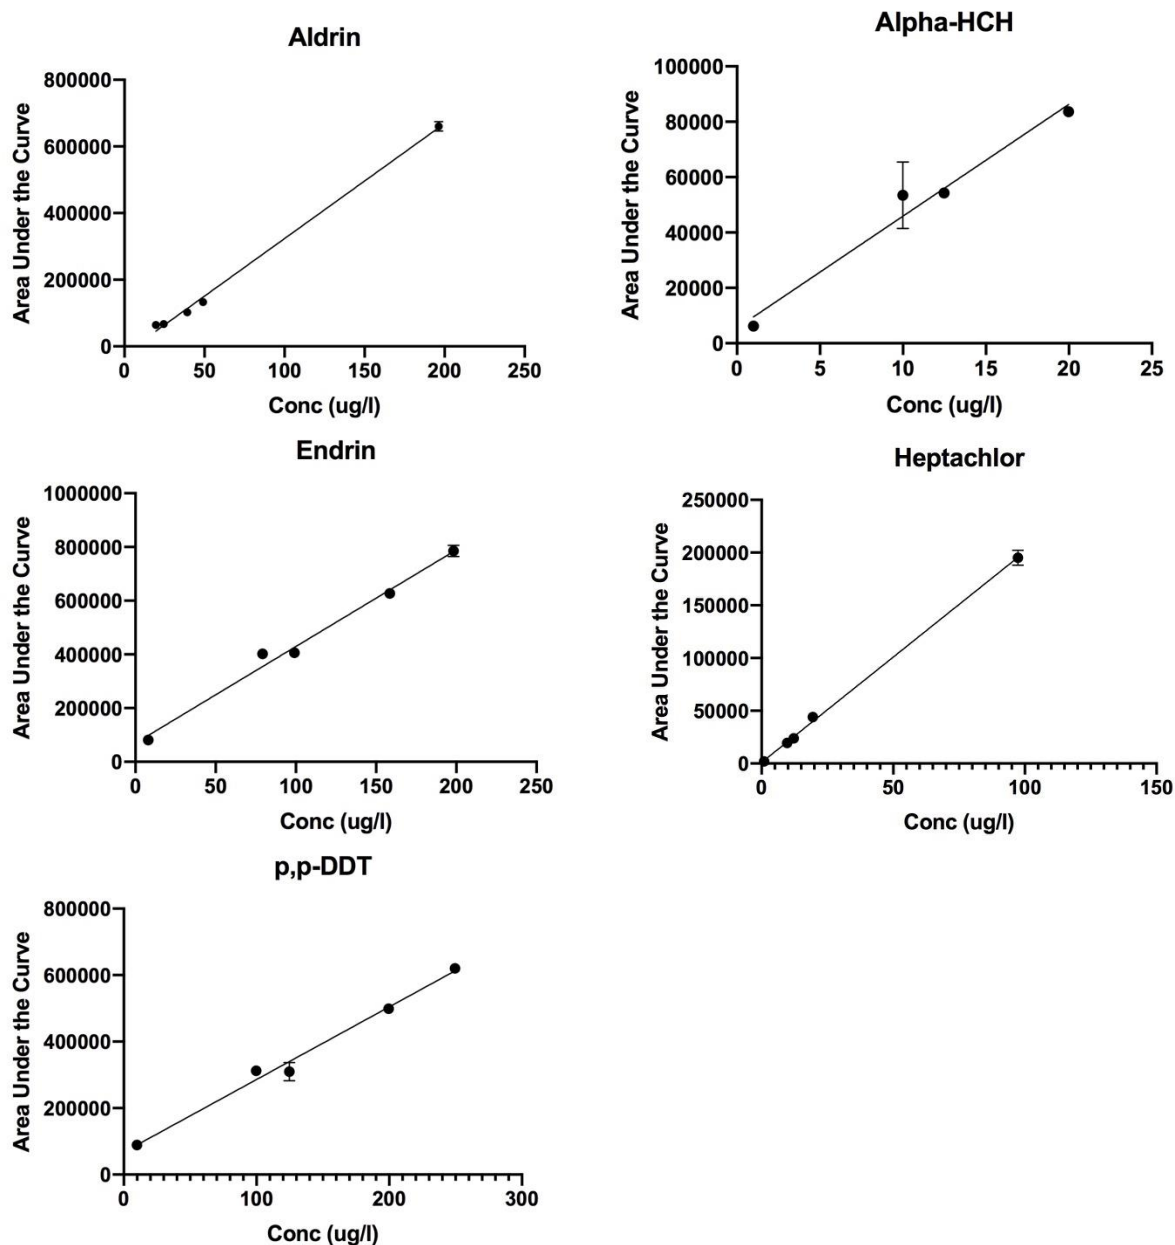 Aldrin
Area Under the Curve
800000
600000
400000
200000
0
0 50 100 150 200 250
Conc (ug/l)
Alpha-HCH
Area Under the Curve
100000
80000
60000
40000
20000
0
0 5 10 15 20 25
Conc (ug/l)
Endrin
Area Under the Curve
1000000
800000
600000
400000
200000
0
0 50 100 150 200 250
Conc (ug/l)
Heptachlor
Area Under the Curve
250000
200000
150000
100000
50000
0
0 50 100 150
Conc (ug/l)
p,p-DDT
Area Under the Curve
800000
600000
400000
200000
0
0 100 200 300
Conc (ug/l)